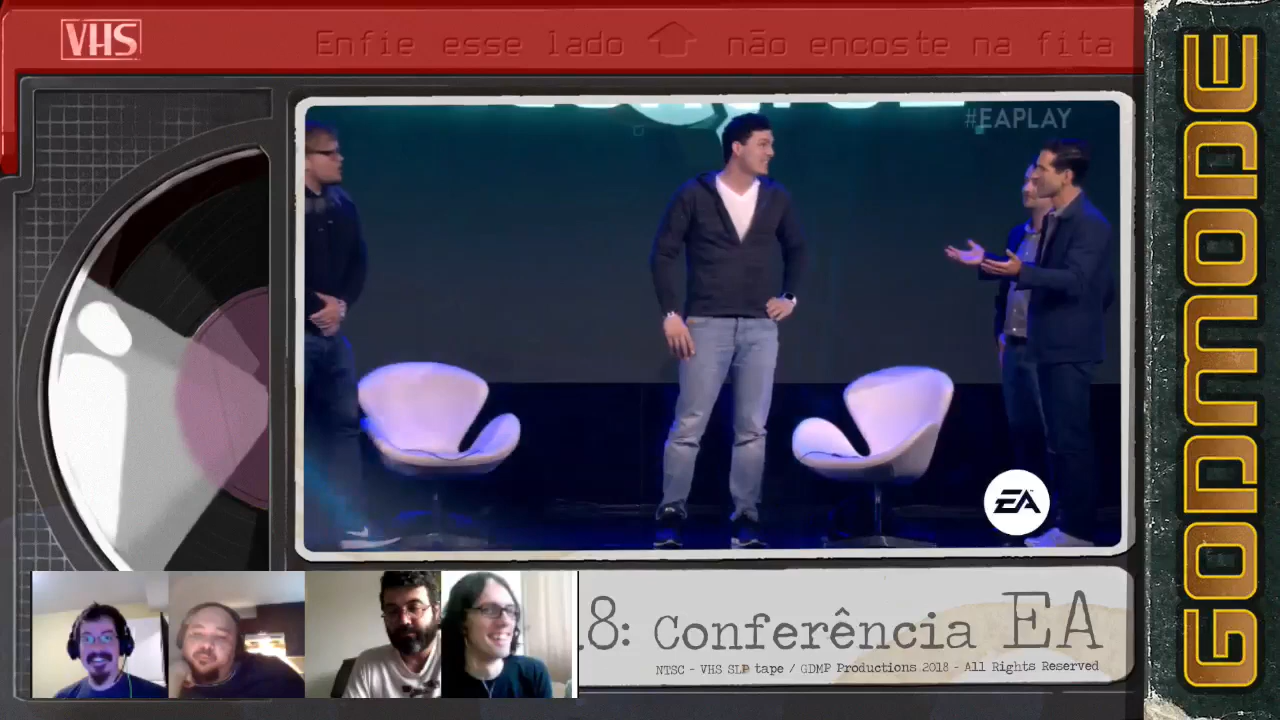 VHS
Enfie esse lado não encoste na fita
#EAPLAY
EA
8: Conferência EA
NTSC - VHS SLP tape / GDMP Productions 2018 - All Rights Reserved
GODMODE